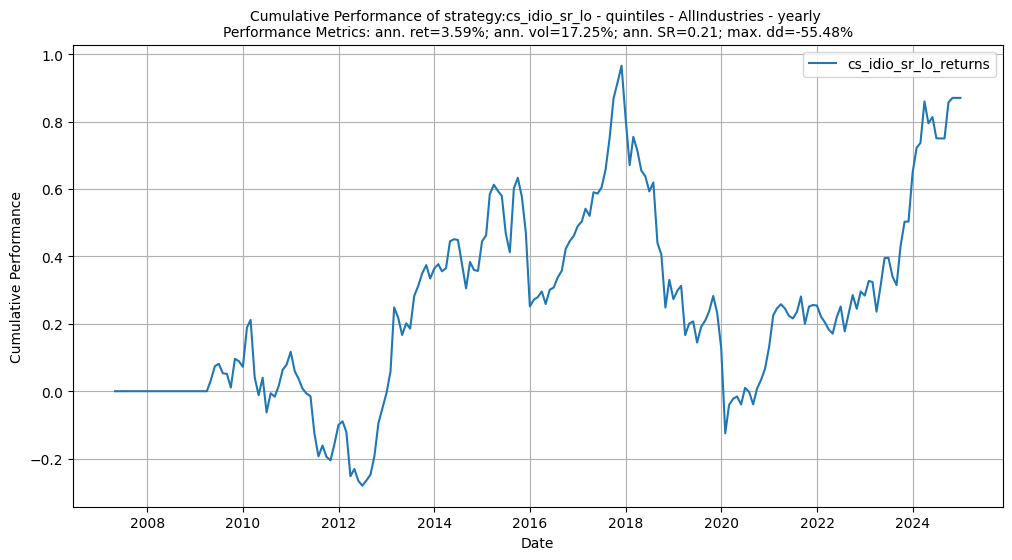 Cumulative Performance of strategy:cs_idio_sr_lo - quintiles - AllIndustries - yearly
Performance Metrics: ann. ret=3.59%; ann. vol=17.25%; ann. SR=0.21; max. dd=-55.48%
cs_idio_sr_lo_returns
Cumulative Performance
1.0
0.8
0.6
0.4
0.2
0.0
−0.2
2008 2010 2012 2014 2016 2018 2020 2022 2024
Date